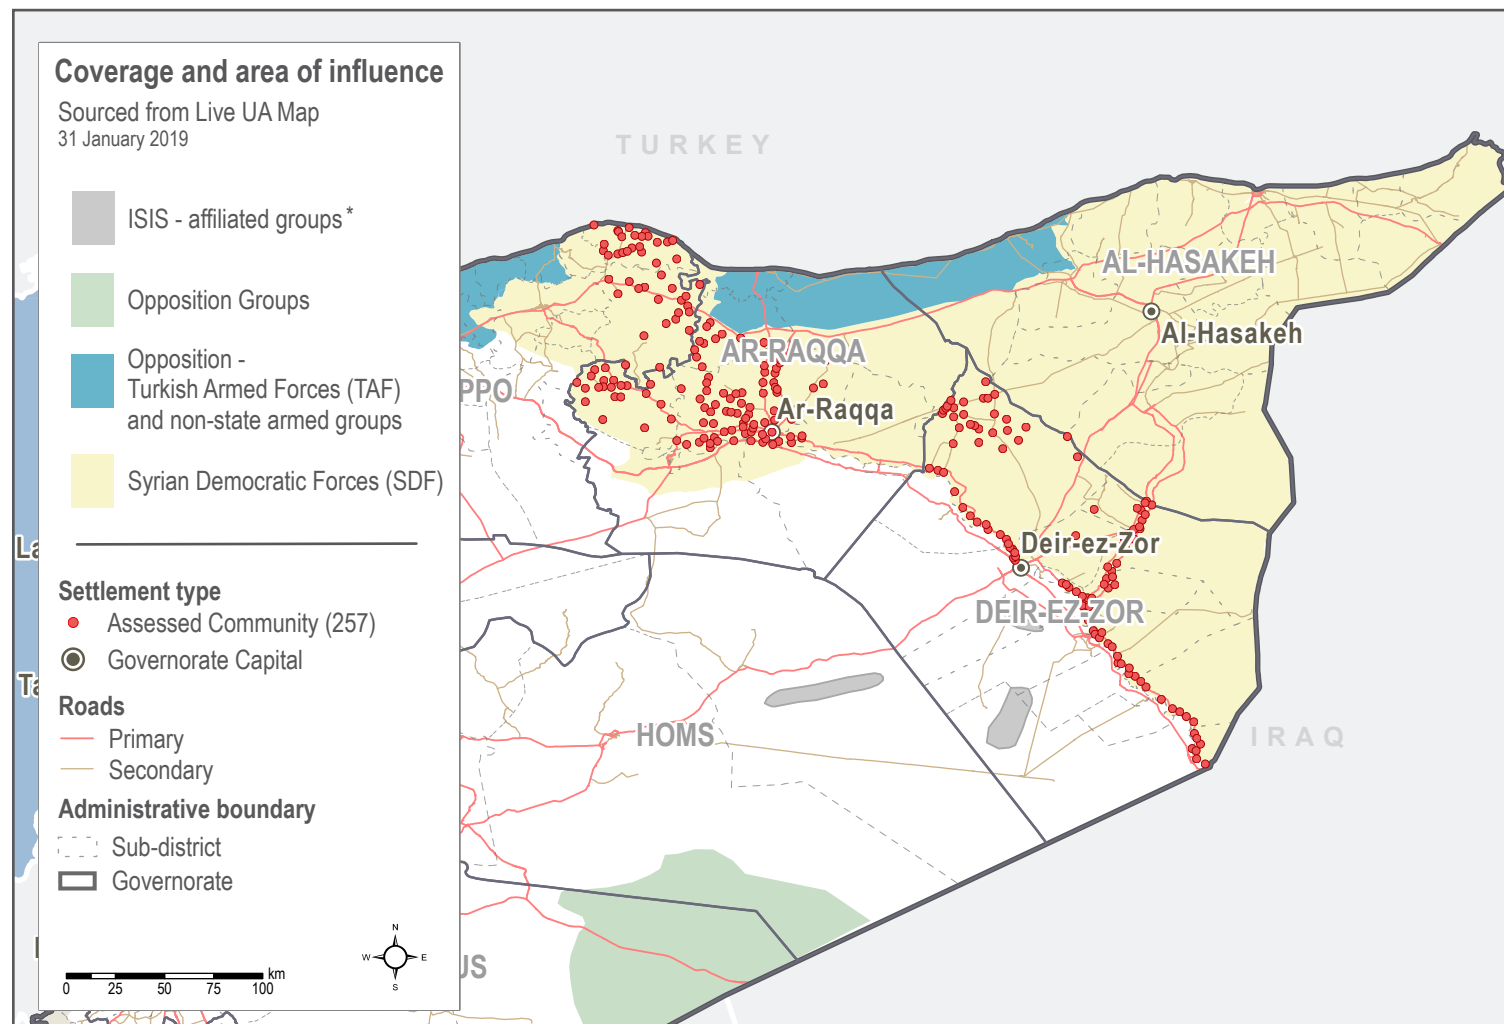 Coverage and area of influence
Sourced from Live UA Map
31 January 2019
ISIS - affiliated groups*
Opposition Groups
Opposition -
Turkish Armed Forces (TAF)
and non-state armed groups
Syrian Democratic Forces (SDF)
Settlement type
Assessed Community (257)
Governorate Capital
Roads
Primary
Secondary
Administrative boundary
Sub-district
Governorate
N
W
E
S
km
0 25 50 75 100
TURKEY
AL-HASAKEH
Al-Hasakeh
AR-RAQQA
PPO
Ar-Raqqa
Deir-ez-Zor
DEIR-EZ-ZOR
HOMS
IRAQ
US
La
Ta